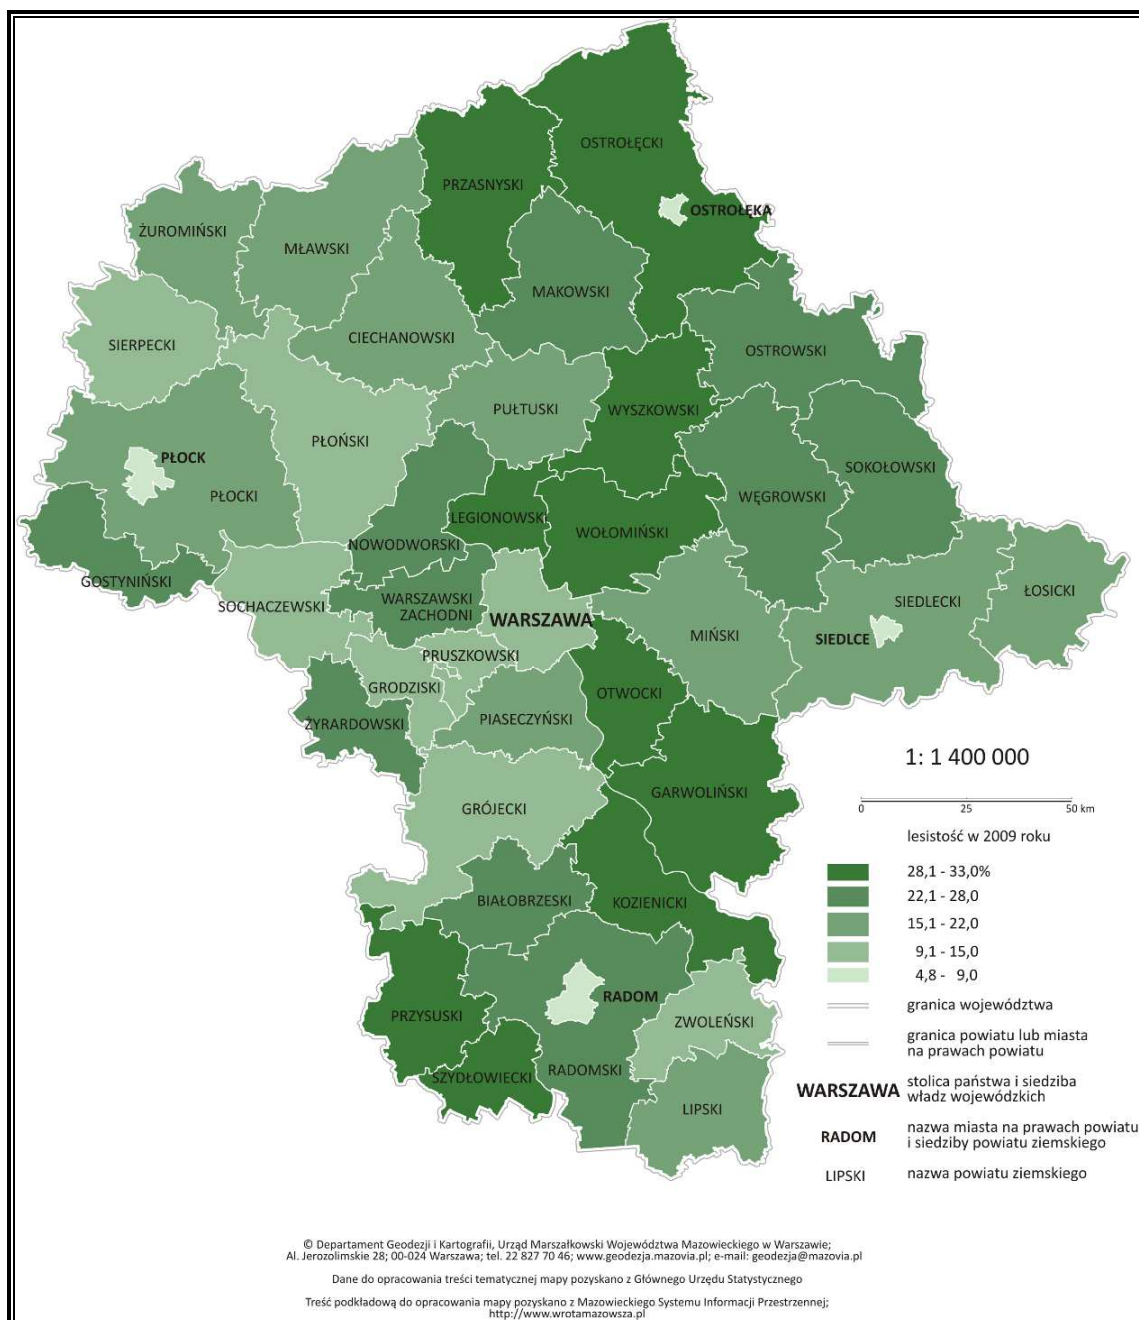 OSTROŁĘCKI
PRZASNYSKI
OSTROŁĘKA
ŻUROMIŃSKI
MŁAWSKI
MAKOWSKI
CIECHANOWSKI
SIERPECKI
OSTROWSKI
PUŁTUSKI
WYSZKOWSKI
PŁOŃSKI
PŁOCK
SOKOŁOWSKI
PŁOCKI
WĘGROWSKI
LEGIONOWSKI
WOŁOMIŃSKI
NOWODWORSKI
GOSTYNIŃSKI
ŁOSICKI
WARSZAWSKI
ZACHODNI
SIEDLECKI
SOCHACZEWSKI
WARSZAWA
MIŃSKI
SIEDLCE
PRUSZKOWSKI
GRODZISKI
OTWOCKI
ŻYRARDOWSKI
PIASECZYŃSKI
1: 1 400 000
GARWOLIŃSKI
GRÓJECKI
0 25 50 km
lesistość w 2009 roku
28,1 - 33,0%
22,1 - 28,0
15,1 - 22,0
9,1 - 15,0
4,8 - 9,0
BIAŁOBRZESKI
KOZIENICKI
RADOM
PRZYSUSKI
ZWOLEŃSKI
RADOMSKI
SZYDŁOWIECKI
LIPSKI
granica województwa
granica powiatu lub miasta
na prawach powiatu
WARSZAWA stolica państwa i siedziba
władz wojewódzkich
RADOM nazwa miasta na prawach powiatu
i siedziby powiatu ziemskiego
LIPSKI nazwa powiatu ziemskiego
© Departament Geodezji i Kartografii, Urząd Marszałkowski Województwa Mazowieckiego w Warszawie;
Al. Jerozolimskie 28; 00-024 Warszawa; tel. 22 827 70 46; www.geodezja.mazovia.pl; e-mail: geodezja@mazovia.pl
Dane do opracowania treści tematycznej mapy pozyskano z Głównego Urzędu Statystycznego
Treść podkładową do opracowania mapy pozyskano z Mazowieckiego Systemu Informacji Przestrzennej;
http://www.wrotamazowsza.pl